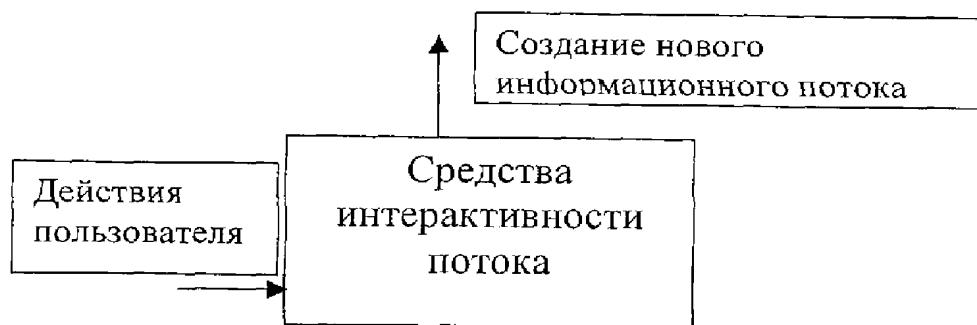 Создание нового
информационного потока
Действия
пользователя
Средства
интерактивности
потока